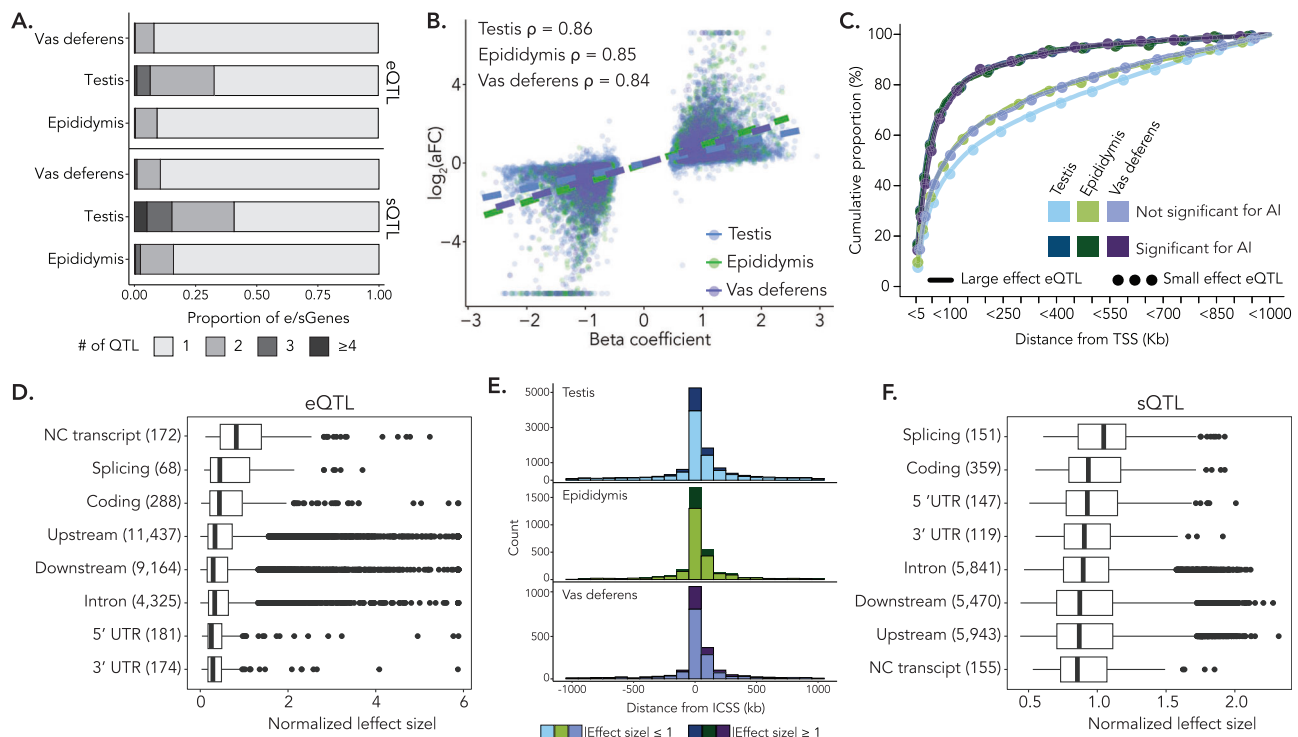 A.
Vas deferens
Testis
Epididymis
eQTL
Vas deferens
Testis
Epididymis
sQTL
0.00 0.25 0.50 0.75 1.00
Proportion of e/sGenes
# of QTL 1 2 3 ≥4
B.
Testis ρ = 0.86
Epididymis ρ = 0.85
Vas deferens ρ = 0.84
log2(aFC)
4
0
−4
Testis
Epididymis
Vas deferens
−3 −2 −1 0 1 2 3
Beta coefficient
C.
Cumulative proportion (%)
100
80
60
40
20
0
Testis
Epididymis
Vas deferens
Not significant for AI
Significant for AI
Large effect eQTL
Small effect eQTL
<5 <100 <250 <400 <550 <700 <850 <1000
Distance from TSS (Kb)
D.
eQTL
NC transcript (172)
Splicing (68)
Coding (288)
Upstream (11,437)
Downstream (9,164)
Intron (4,325)
5′ UTR (181)
3′ UTR (174)
0 2 4 6
Normalized leffect sizel
E.
Testis
5000
3000
1000
0
Epididymis
1500
1000
500
0
Vas deferens
1000
500
0
Count
-1000 -500 0 500 1000
Distance from ICSS (kb)
|Effect sizel ≤ 1
|Effect sizel ≥ 1
F.
sQTL
Splicing (151)
Coding (359)
5 ′UTR (147)
3′ UTR (119)
Intron (5,841)
Downstream (5,470)
Upstream (5,943)
NC transcipt (155)
0.5 1.0 1.5 2.0
Normalized leffect sizel